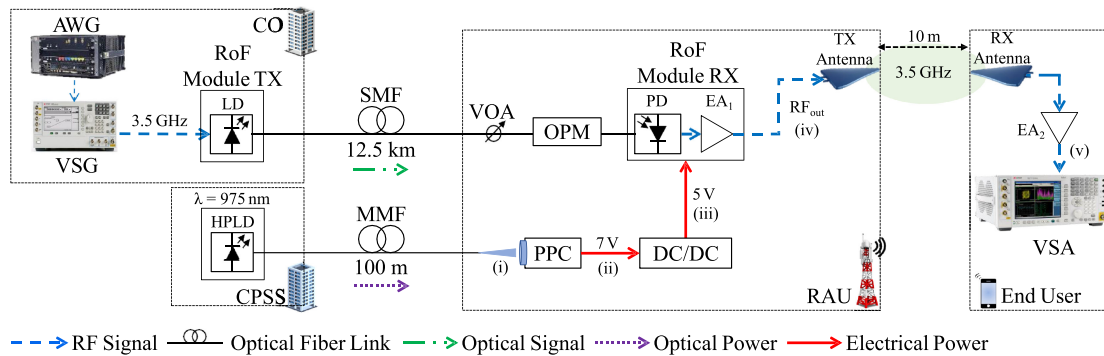 AWG
CO
VSG
3.5 GHz
RoF
Module TX
LD
SMF
12.5 km
VOA
OPM
RoF
Module RX
PD
EA1
RFout
(iv)
TX
Antenna
10 m
3.5 GHz
RX
Antenna
EA2
(v)
VSA
End User
λ = 975 nm
HPLD
CPSS
MMF
100 m
(i)
PPC
7 V
(ii)
DC/DC
5 V
(iii)
RAU
RF Signal
Optical Fiber Link
Optical Signal
Optical Power
Electrical Power